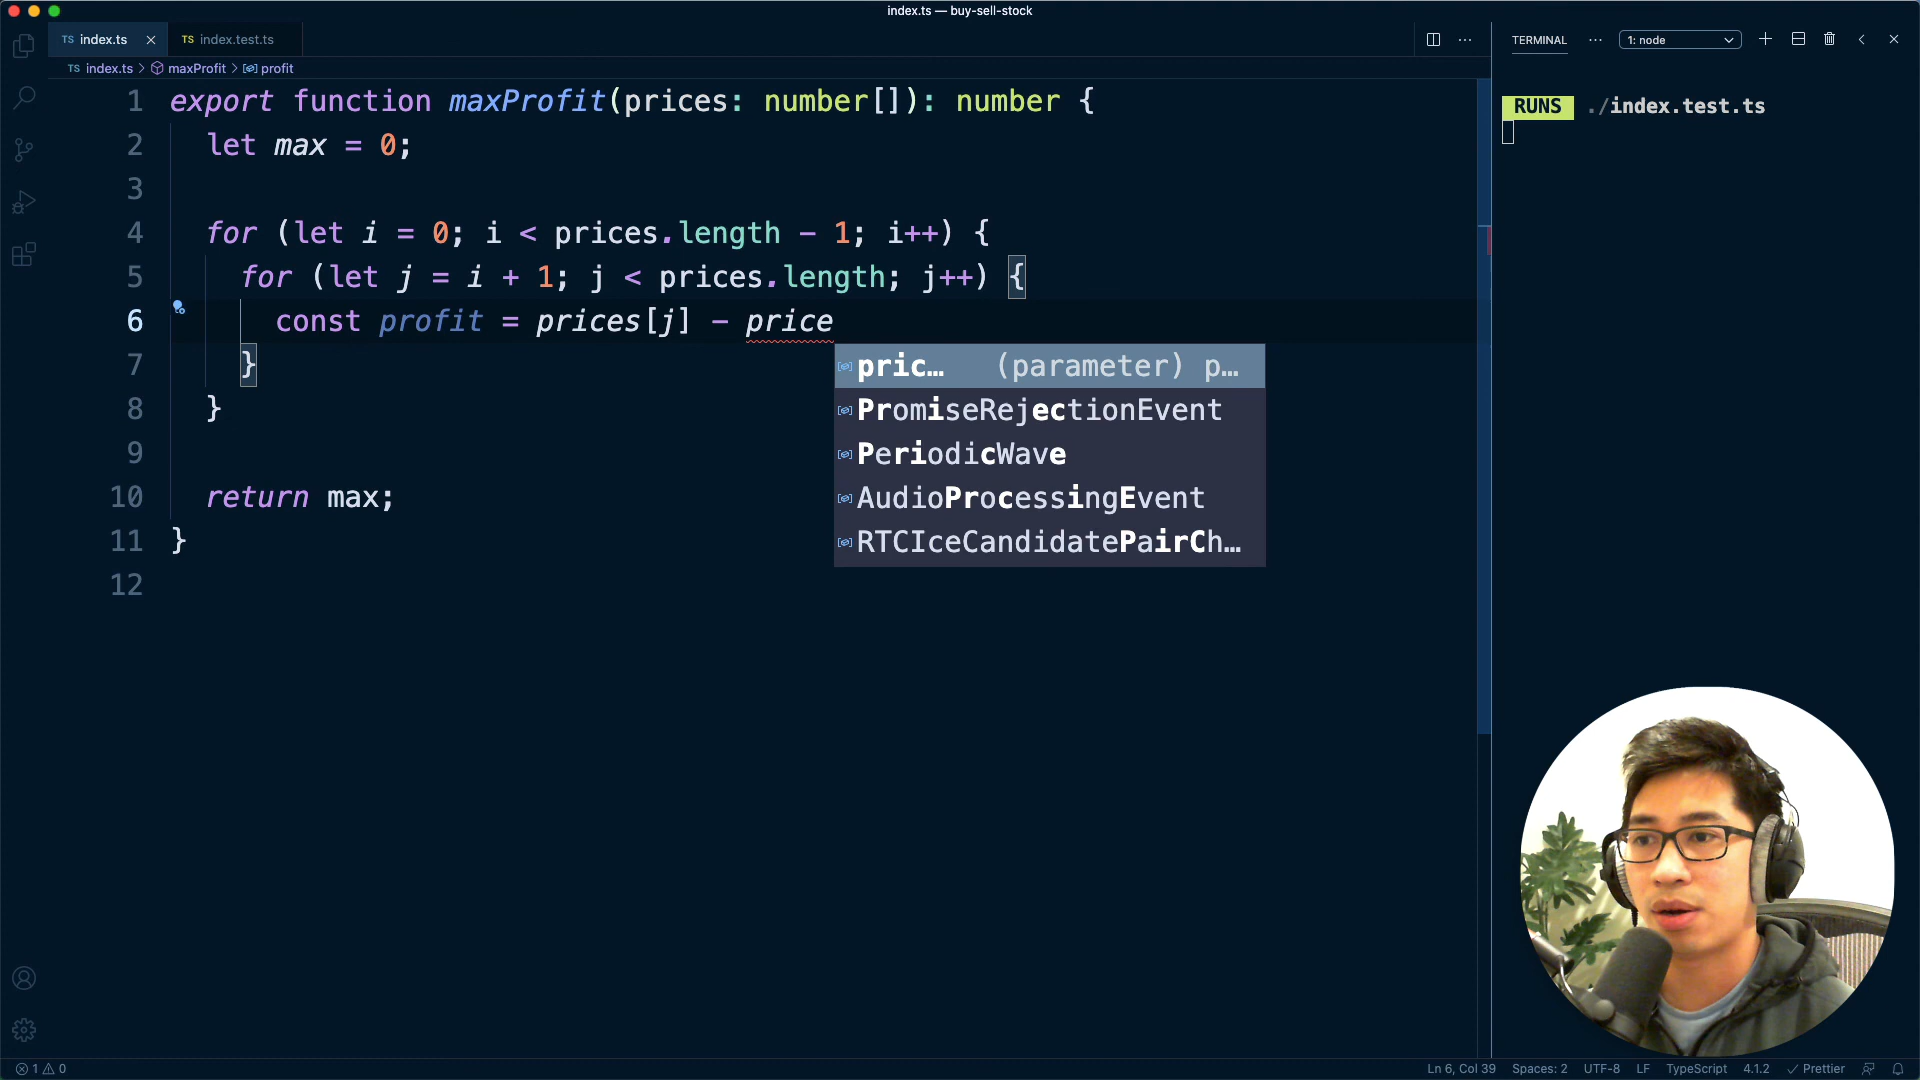 index.ts — buy-sell-stock
TS index.ts
TS index.test.ts
TS index.ts > maxProfit > profit
TERMINAL
1: node
1 export function maxProfit(prices: number[]): number {
2 let max = 0;
3
4 for (let i = 0; i < prices.length - 1; i++) {
5 for (let j = i + 1; j < prices.length; j++) {
6 const profit = prices[j] - price
7 }
8 }
9
10 return max;
11 }
12
pric… (parameter) p…
PromiseRejectionEvent
PeriodicWave
AudioProcessingEvent
RTCIceCandidatePairCh…
RUNS ./index.test.ts
1 0
Ln 6, Col 39 Spaces: 2 UTF-8 LF TypeScript 4.1.2 Prettier